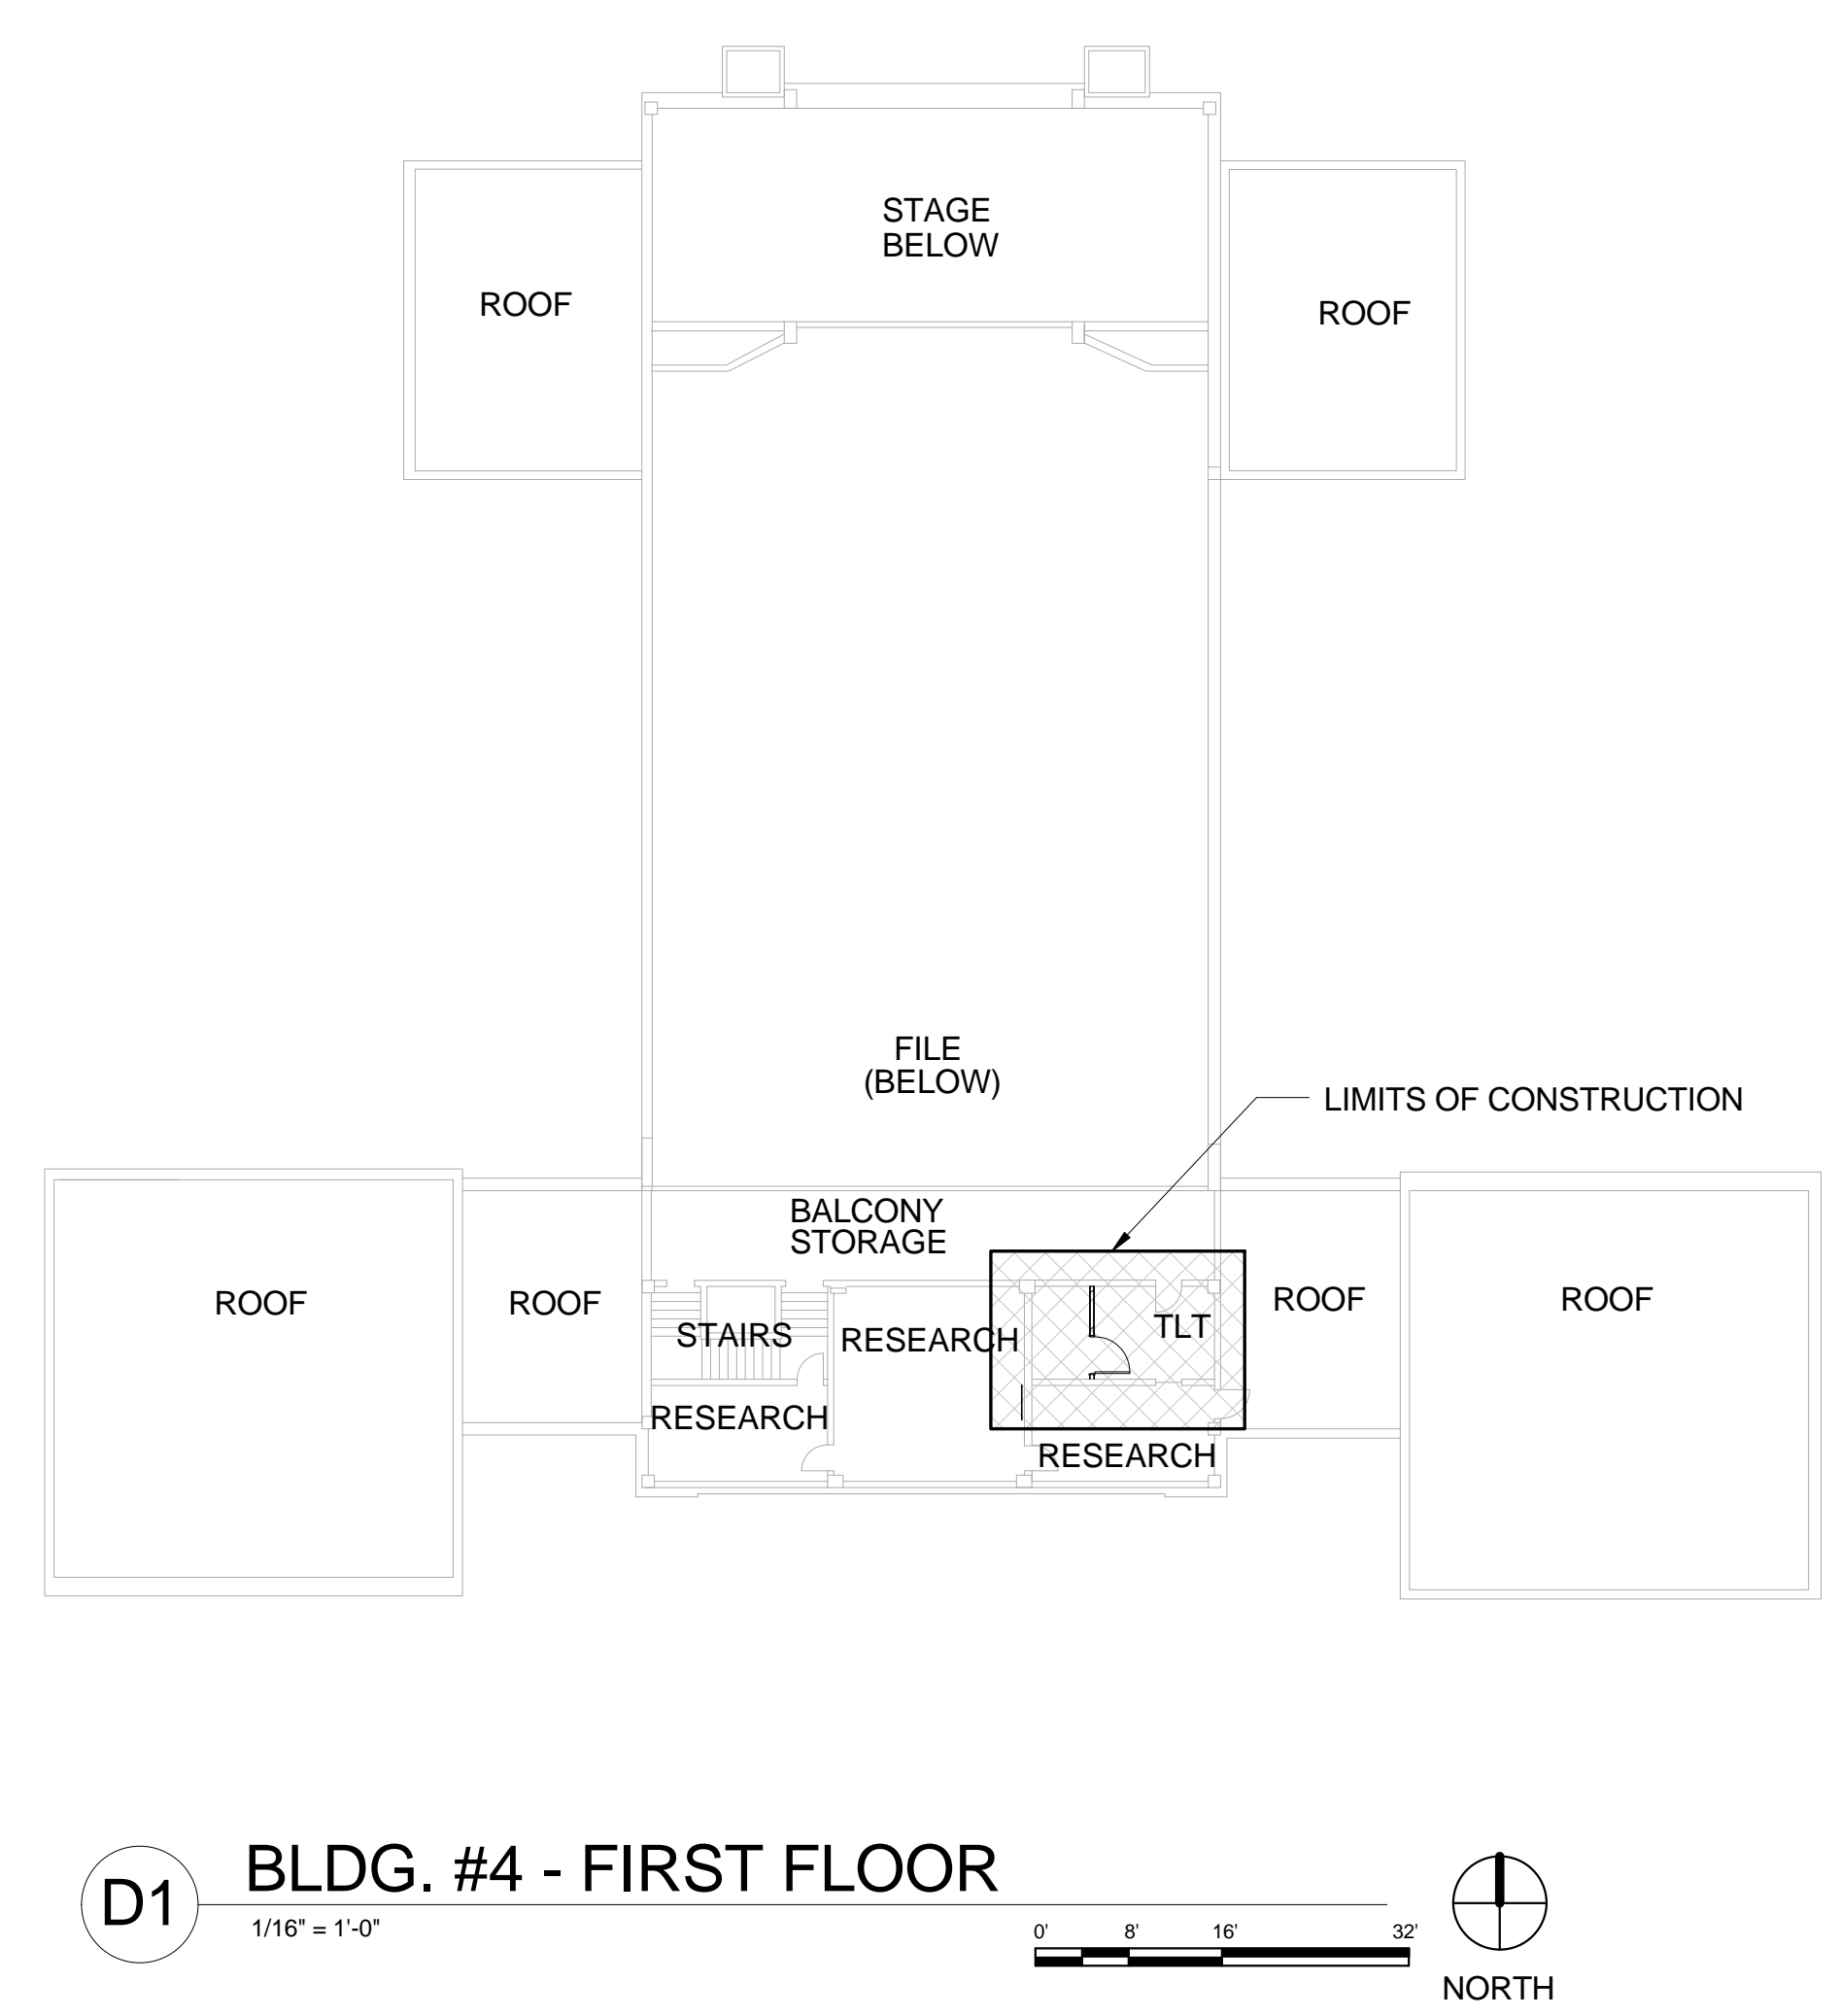 STAGE
BELOW
ROOF
ROOF
FILE
(BELOW)
LIMITS OF CONSTRUCTION
BALCONY
STORAGE
ROOF
ROOF
STAIRS
RESEARCH
TLT
ROOF
ROOF
RESEARCH
RESEARCH
D1
BLDG. #4 - FIRST FLOOR
1/16" = 1'-0"
0' 8' 16' 32'
NORTH